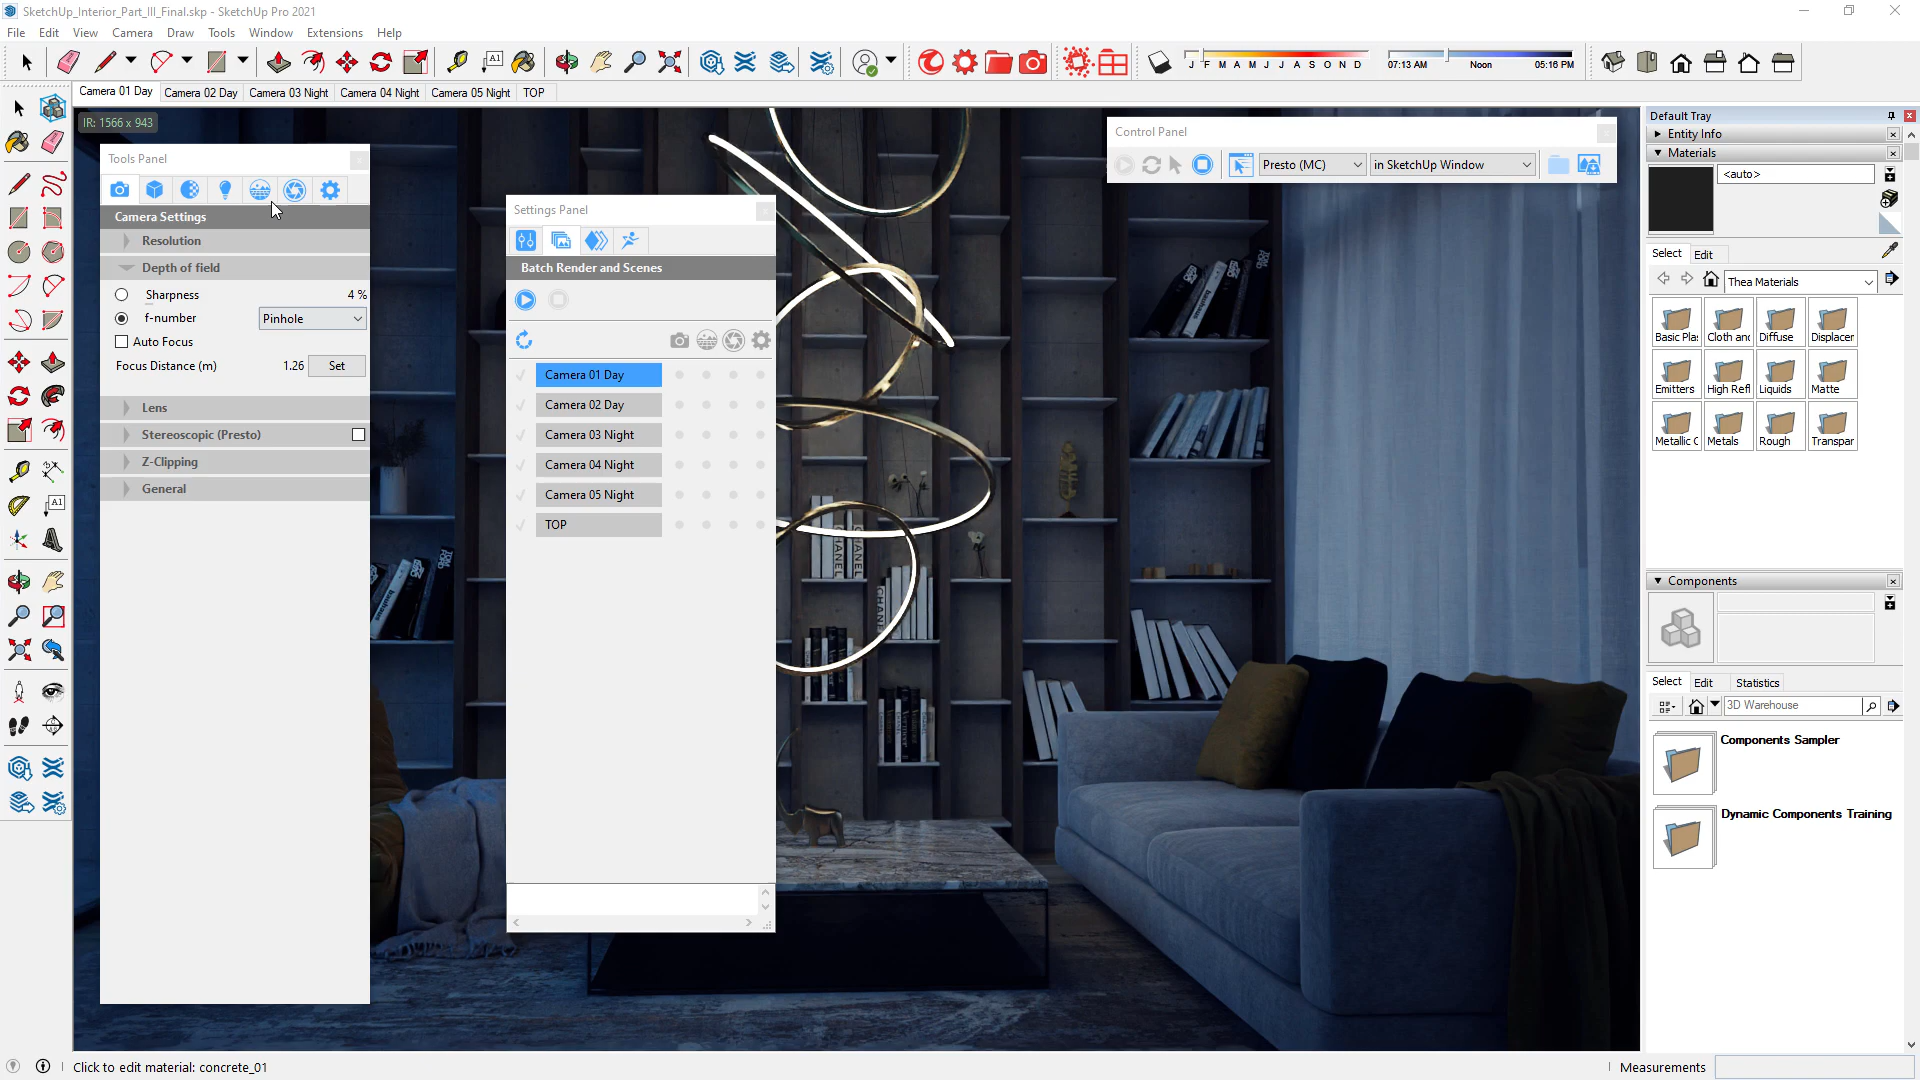 SketchUp_Interior_Part_III_Final.skp - SketchUp Pro 2021
File Edit View Camera Draw Tools Window Extensions Help
J F M A M J J A S O N D
07:13 AM Noon 05:16 PM
Camera 01 Day Camera 02 Day Camera 03 Night Camera 04 Night Camera 05 Night TOP
IR: 1566 x 943
Tools Panel
Camera Settings
Resolution
Depth of field
Sharpness 4 %
f-number Pinhole
Auto Focus
Focus Distance (m) 1.26 Set
Lens
Stereoscopic (Presto)
Z-Clipping
General
Settings Panel
Batch Render and Scenes
Camera 01 Day
Camera 02 Day
Camera 03 Night
Camera 04 Night
Camera 05 Night
TOP
Control Panel
Presto (MC) in SketchUp Window
CHANEL
CHANEL
CHANEL
bauhaus
Default Tray
Entity Info
Materials
<auto>
Select Edit
Thea Materials
Basic Pla Cloth and Diffuse Displacer
Emitters High Refl Liquids Matte
Metallic C Metals Rough Transpar
Components
Select Edit Statistics
3D Warehouse
Components Sampler
Dynamic Components Training
Click to edit material: concrete_01
Measurements